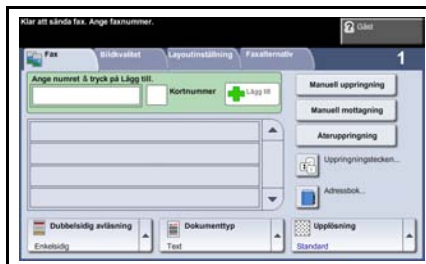 Klar att sända fax. Ange faxnummer.
Gäst
Fax
Bildkvalitet
Layoutinställning
Faxalternativ
1
Ange numret & tryck på Lägg till.
Kortnummer
Lägg till
Manuell uppringning
Manuell mottagning
Återuppringning
Uppringningstecken...
Adressbok...
Dubbelsidig avläsning
Enkelsidig
Dokumenttyp
Text
Upplösning
Standard